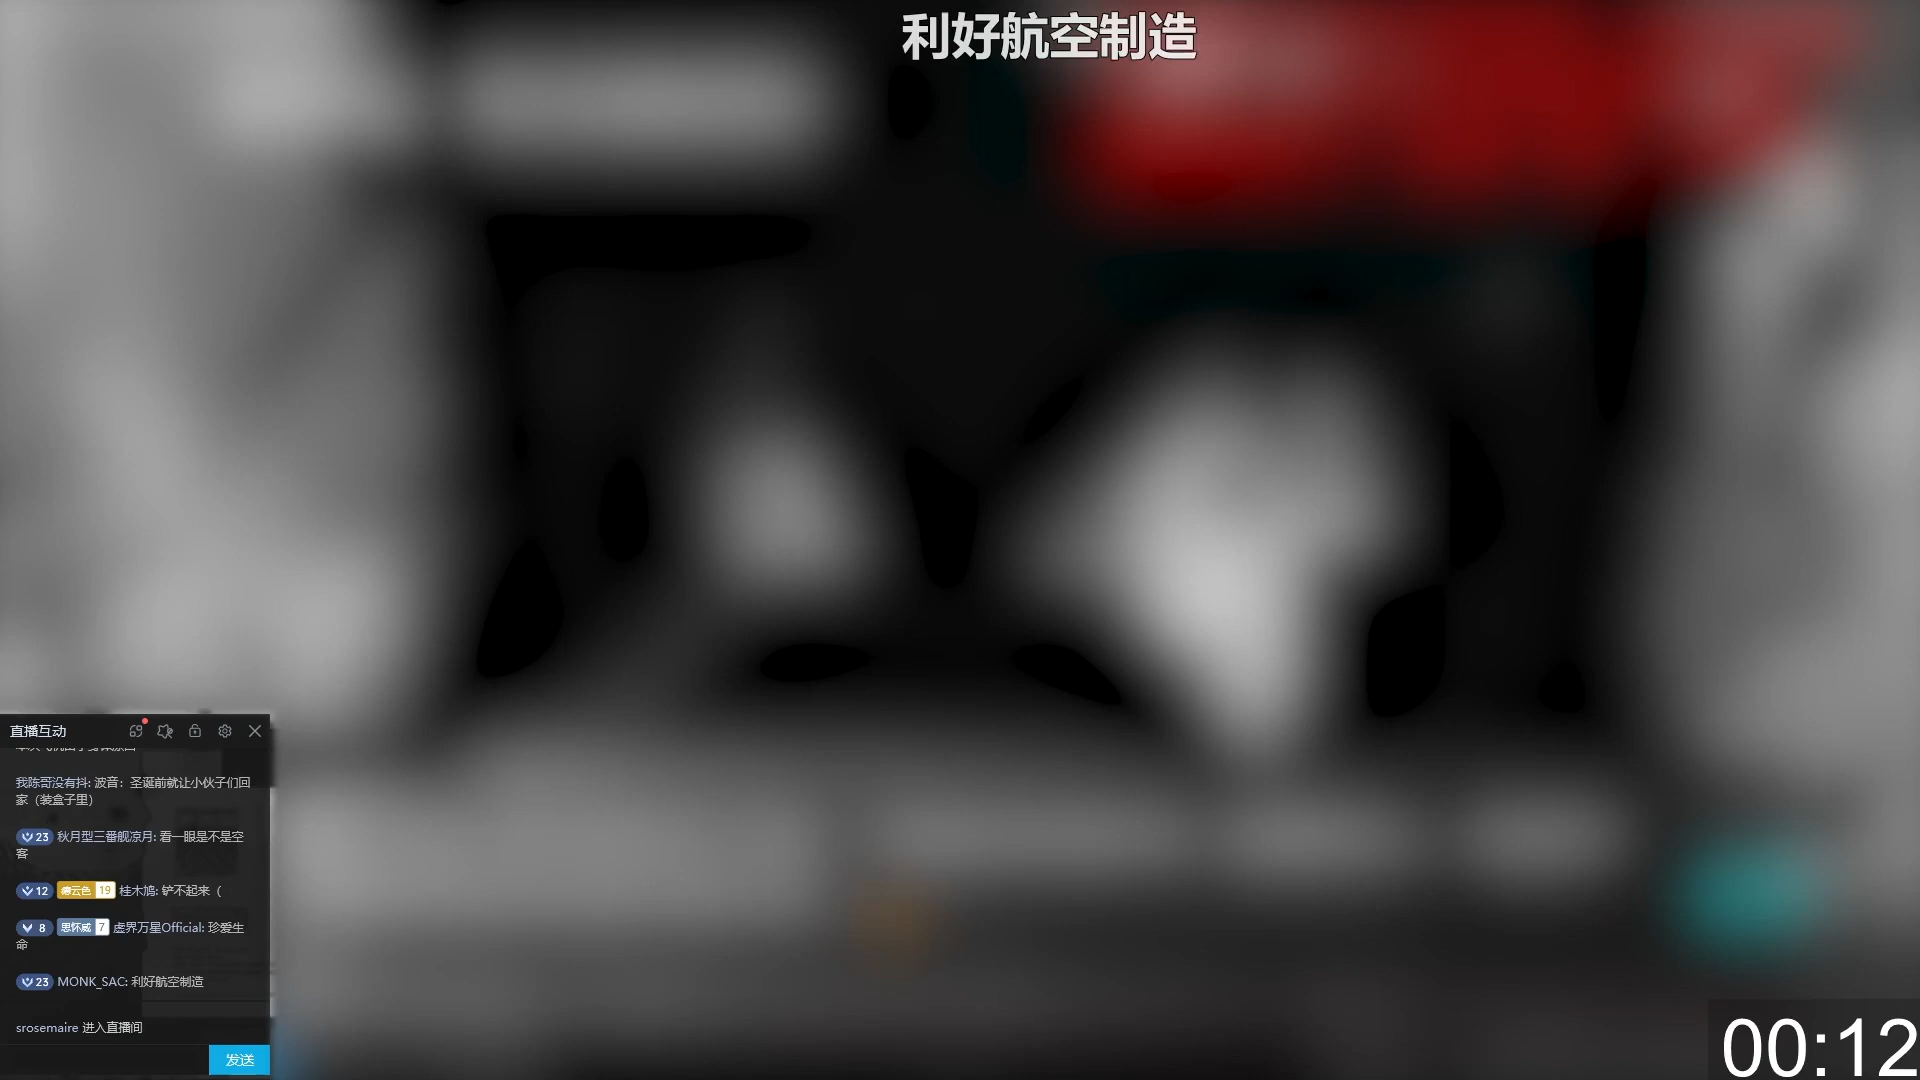 利好航空制造
直播互动
我陈哥没有抖: 波音：圣诞前就让小伙子们回
家（装盒子里）
23 秋月型三番舰凉月: 看一眼是不是空
客
12 云色 19 桂木鸠: 铲不起来（
8 思怀威 7 虚界万星Official: 珍爱生
命
23 MONK_SAC: 利好航空制造
srosemaire 进入直播间
发送
00:12